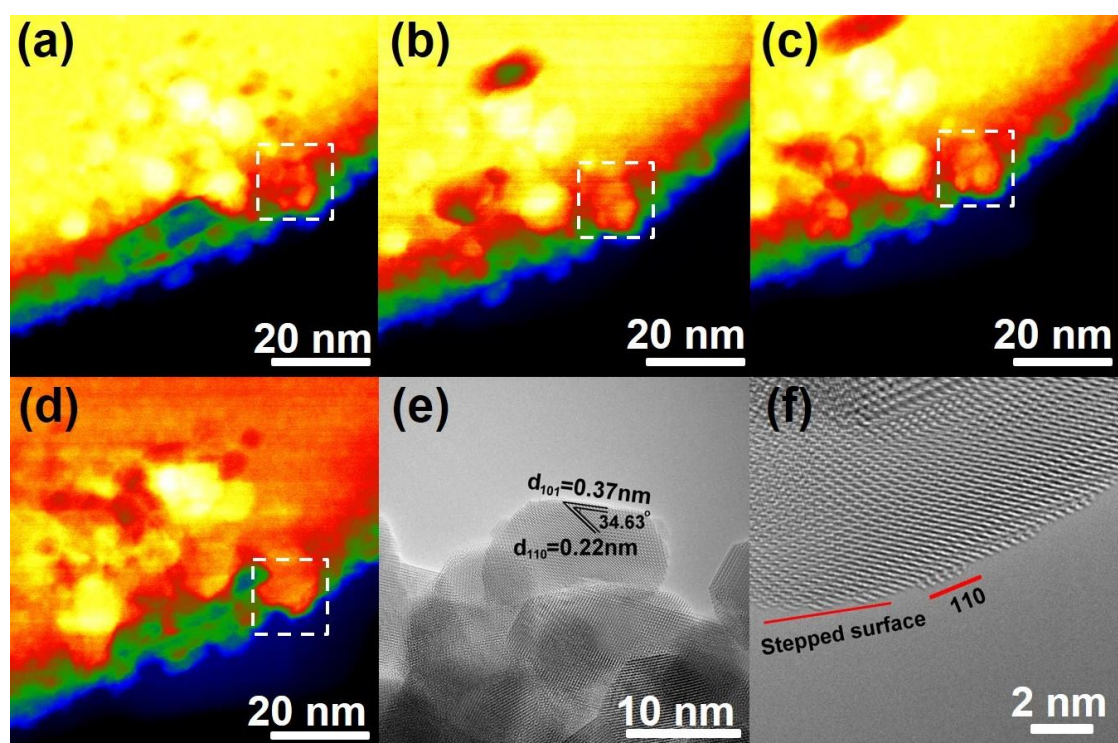 (a)
(b)
(c)
20 nm
20 nm
20 nm
(d)
(e)
(f)
d101=0.37nm
34.63°
d110=0.22nm
110
Stepped surface
20 nm
10 nm
2 nm